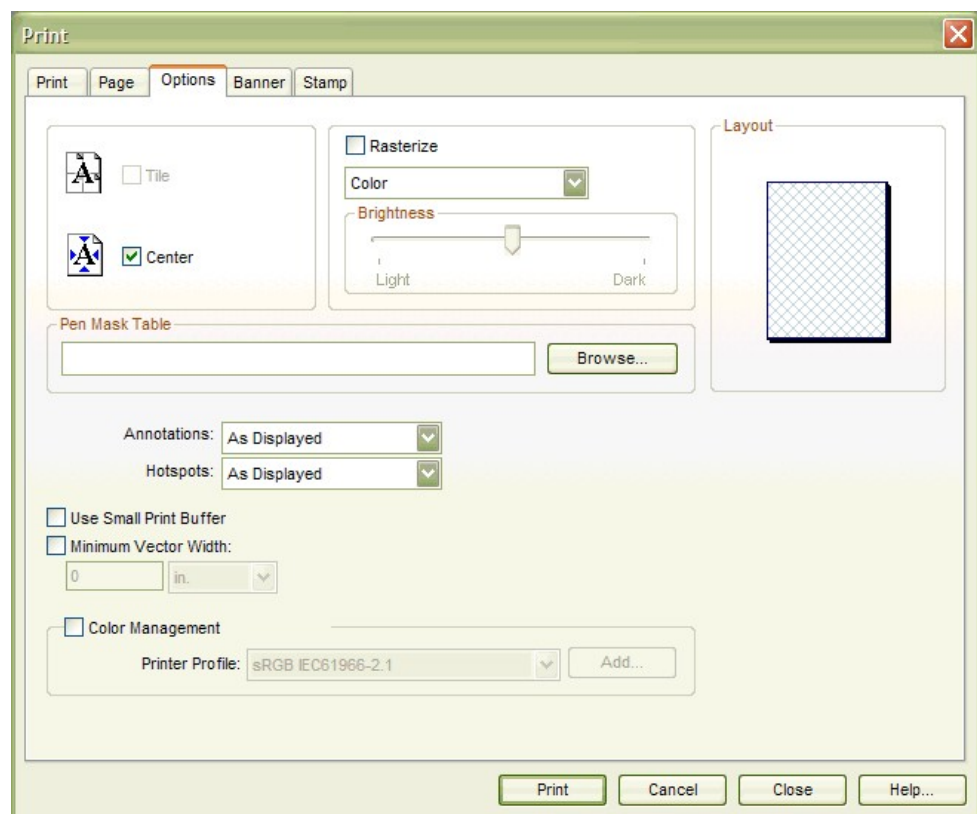 Print
Print Page Options Banner Stamp
Tile
Center
Rasterize
Color
Brightness
Light Dark
Layout
Pen Mask Table
Browse...
Annotations: As Displayed
Hotspots: As Displayed
Use Small Print Buffer
Minimum Vector Width:
0 in.
Color Management
Printer Profile: sRGB IEC61966-2.1 Add...
Print Cancel Close Help...